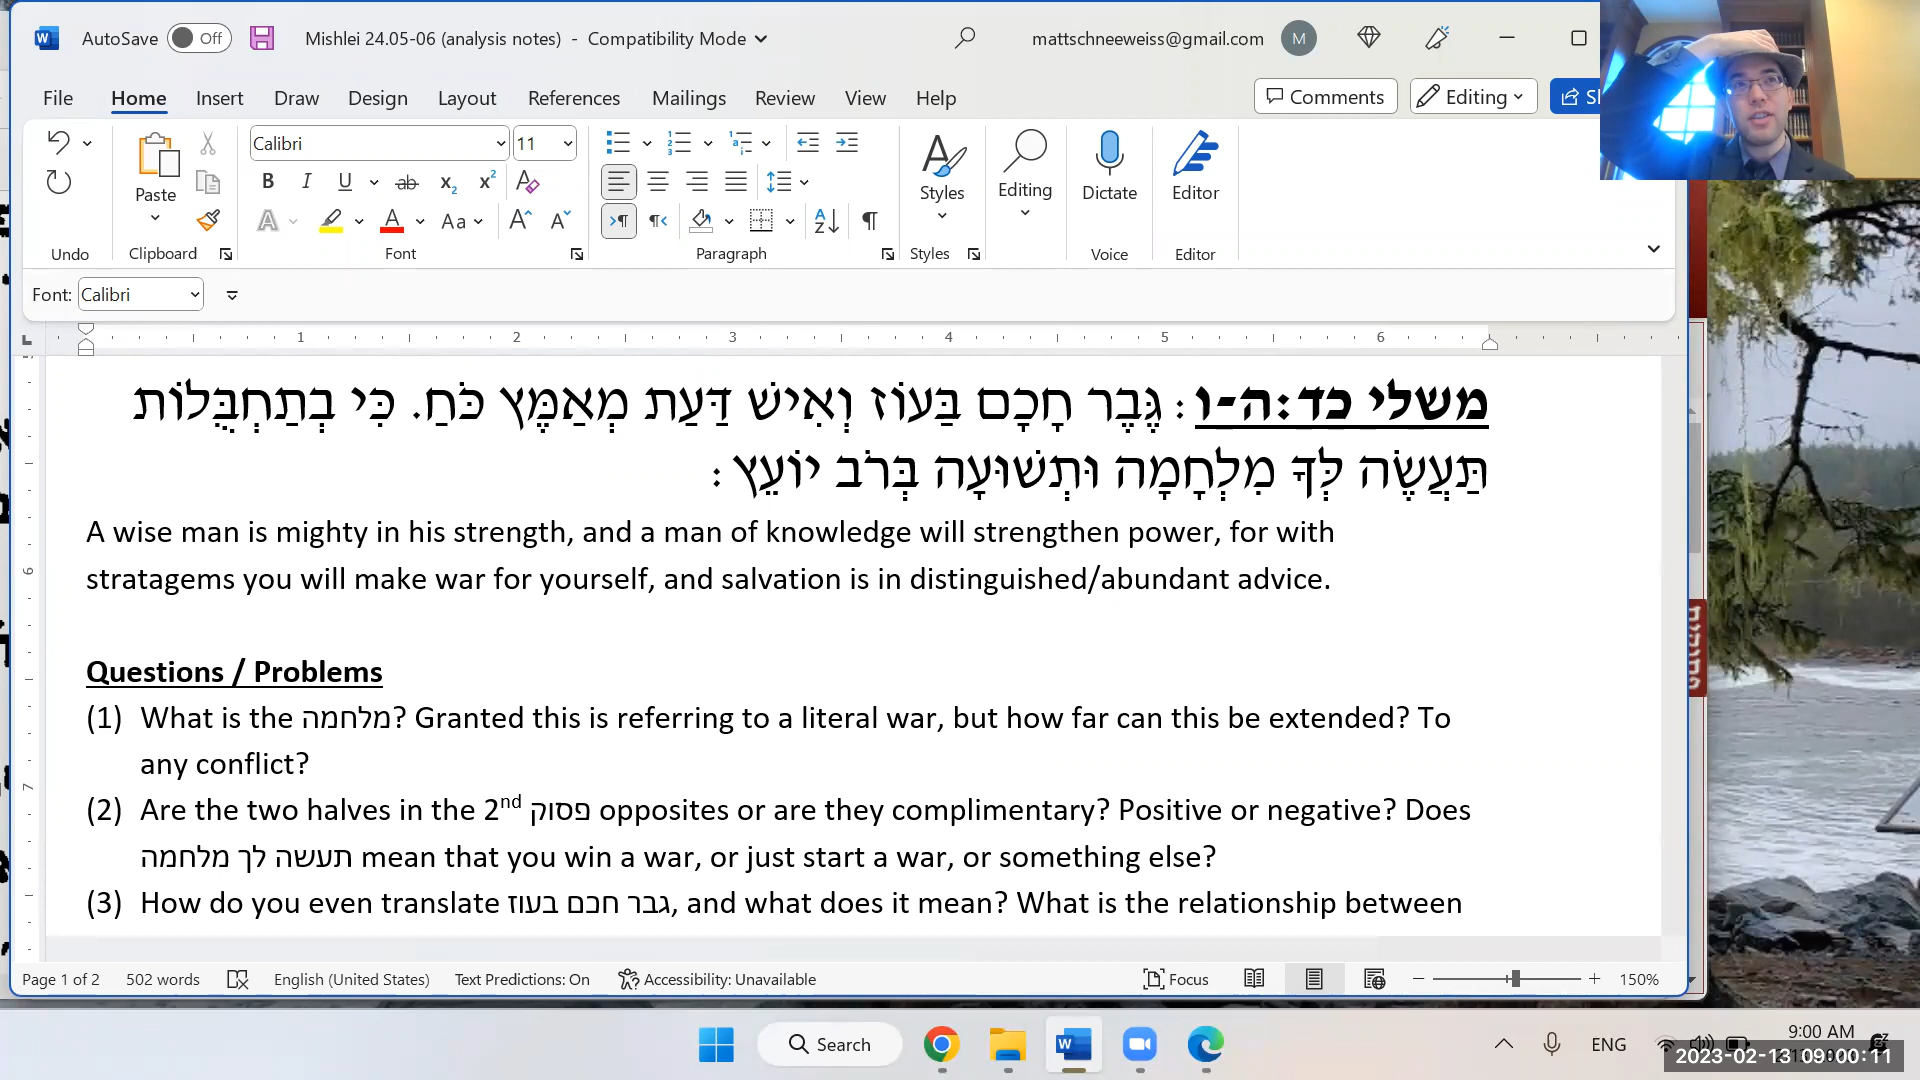 AutoSave Off Mishlei 24.05-06 (analysis notes) - Compatibility Mode mattschneeweiss@gmail.com M
File Home Insert Draw Design Layout References Mailings Review View Help Comments Editing
Calibri 11
Paste Styles Editing Dictate Editor
Undo Clipboard Font Paragraph Styles Voice Editor
Font: Calibri
1 2 3 4 5 6
משלי כד:ה-ו: גֶּבֶר חָכָם בַּעוֹז וְאִישׁ דַּעַת מְאַמֶּץ כֹּחַ. כִּי בְתַחְבֻּלוֹת
תַּעֲשֶׂה לְּךָ מִלְחָמָה וּתְשׁוּעָה בְּרֹב יוֹעֵץ:
A wise man is mighty in his strength, and a man of knowledge will strengthen power, for with
stratagems you will make war for yourself, and salvation is in distinguished/abundant advice.
Questions / Problems
(1) What is the מלחמה? Granted this is referring to a literal war, but how far can this be extended? To
any conflict?
(2) Are the two halves in the 2nd פסוק opposites or are they complimentary? Positive or negative? Does
תעשה לך מלחמה mean that you win a war, or just start a war, or something else?
(3) How do you even translate גבר חכם בעוז, and what does it mean? What is the relationship between
Page 1 of 2 502 words English (United States) Text Predictions: On Accessibility: Unavailable Focus 150%
Search ENG 9:00 AM
2023-02-13 09:00:11